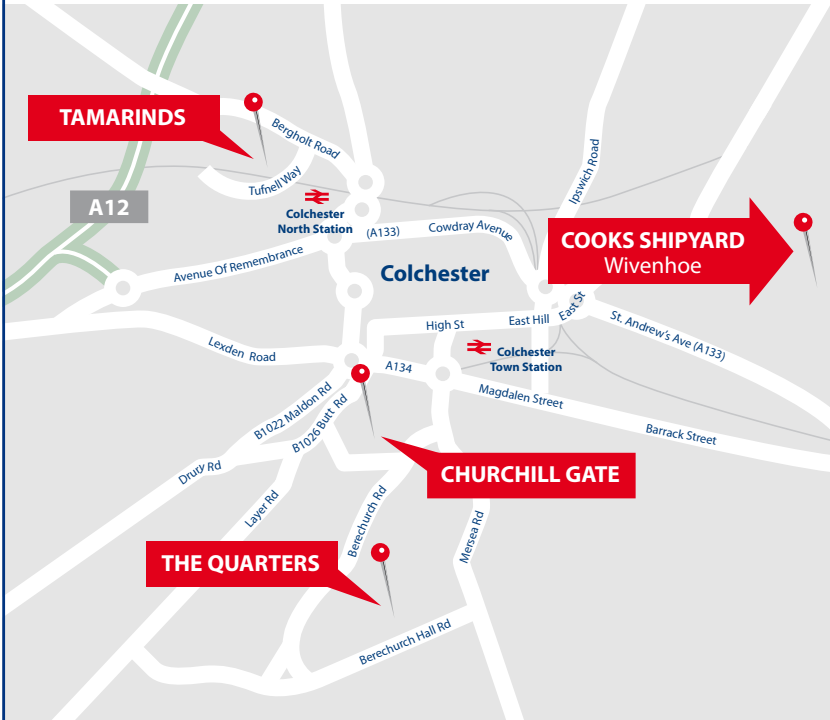 TAMARINDS
Bergholt Road
Tufnell Way
Ipswich Road
A12
Colchester
North Station
(A133)
Cowdray Avenue
COOKS SHIPYARD
Wivenhoe
Avenue Of Remembrance
Colchester
High St
East Hill
East St
St. Andrew's Ave (A133)
Lexden Road
A134
Colchester
Town Station
Magdalen Street
Barrack Street
B1022 Maldon Rd
B1026 Butt Rd
Drury Rd
CHURCHILL GATE
Layer Rd
Berechurch Rd
Mersea Rd
THE QUARTERS
Berechurch Hall Rd